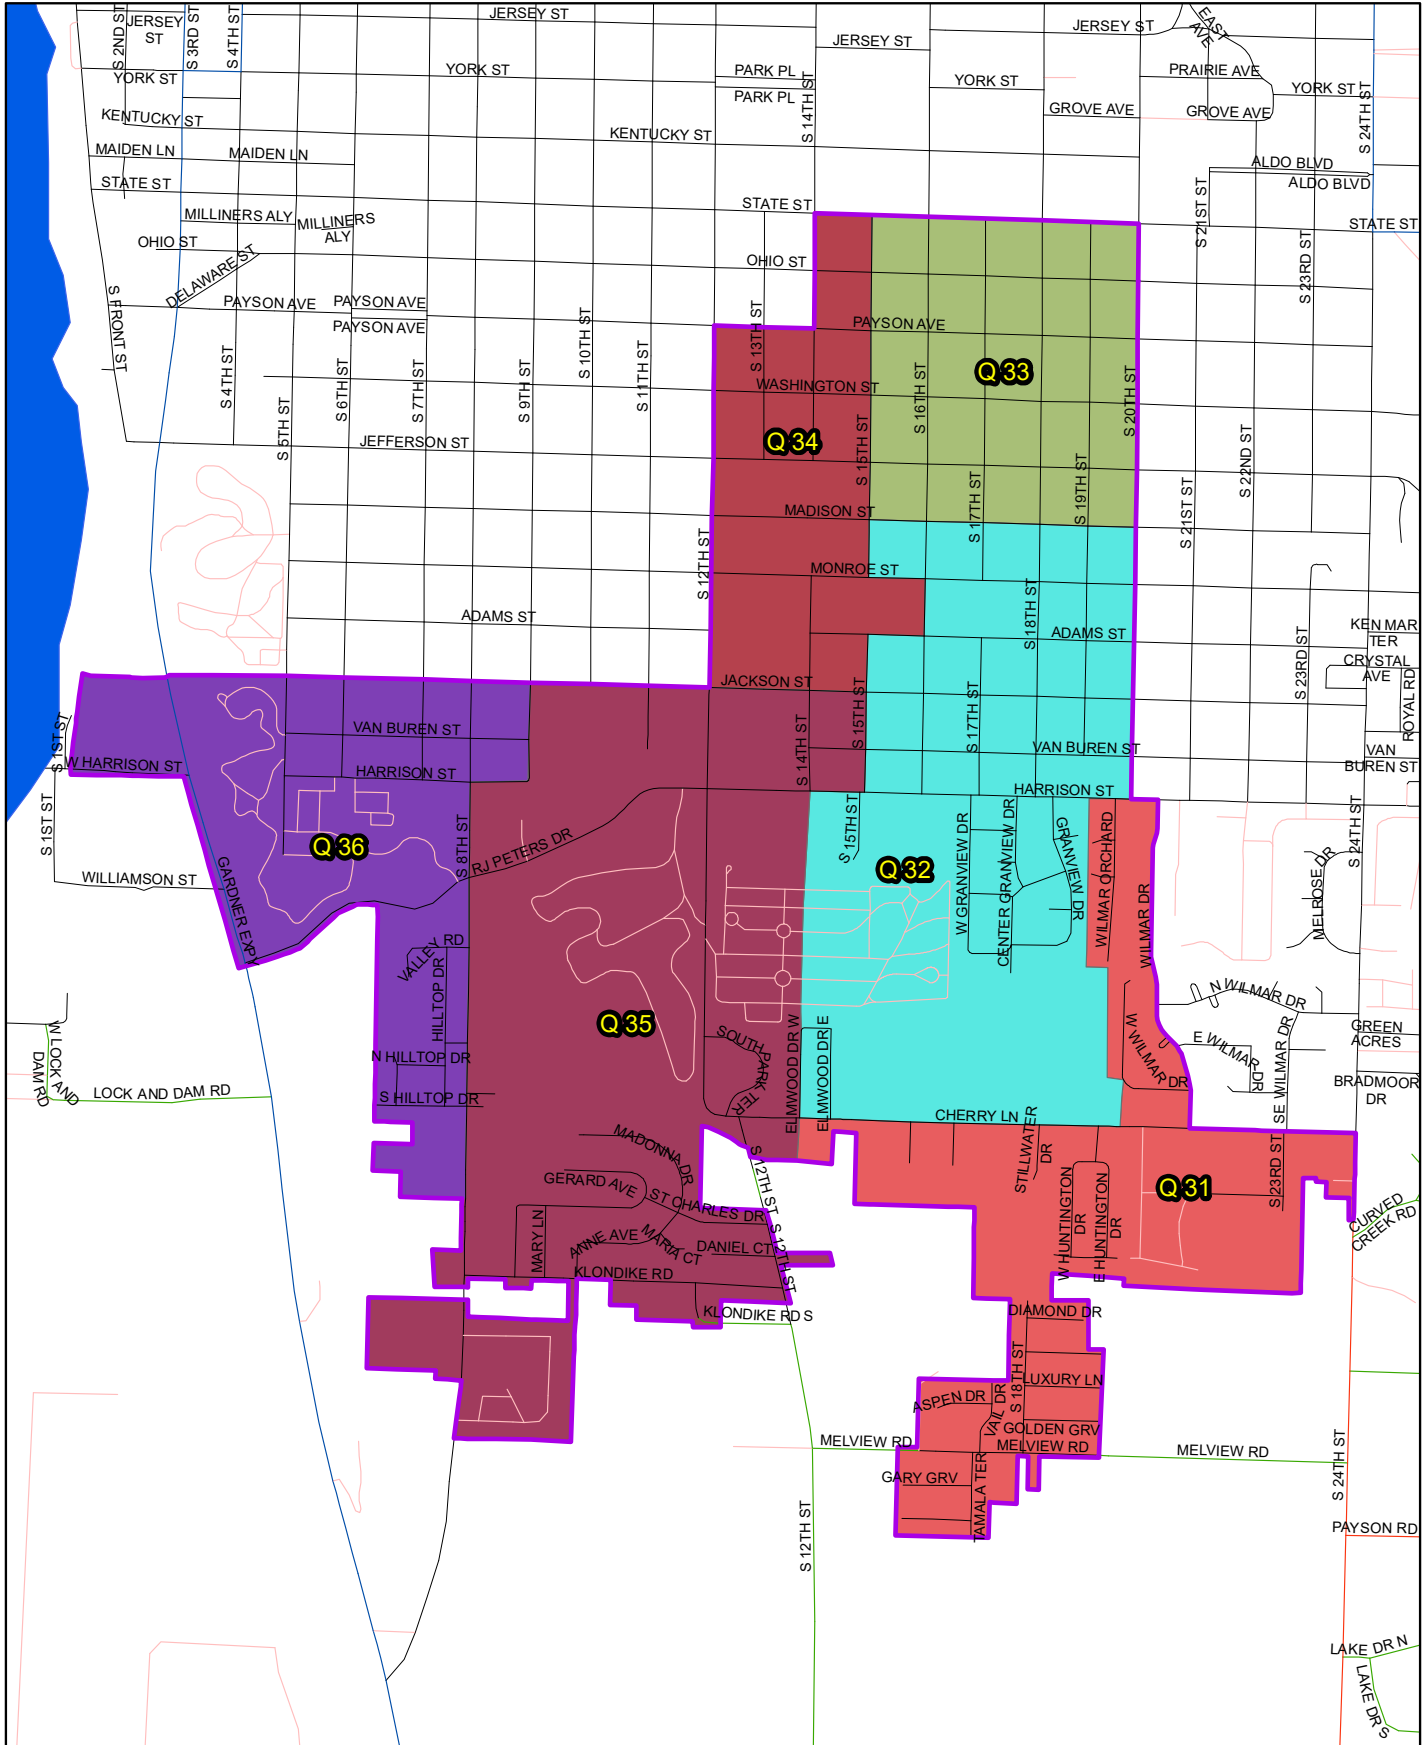 JERSEY ST
S 2ND ST
JERSEY
ST
S 3RD ST
S 4TH ST
JERSEY ST
JERSEY ST
EAST
AVE
YORK ST
YORK ST
PARK PL
PARK PL
S 14TH ST
YORK ST
PRAIRIE AVE
YORK ST
GROVE AVE
GROVE AVE
S 24TH ST
KENTUCKY ST
KENTUCKY ST
MAIDEN LN
MAIDEN LN
ALDO BLVD
ALDO BLVD
STATE ST
STATE ST
STATE ST
MILLINERS ALY
MILLINERS
ALY
S 21ST ST
OHIO ST
OHIO ST
DELAWARE ST
S 23RD ST
S FRONT ST
PAYSON AVE
PAYSON AVE
PAYSON AVE
PAYSON AVE
S 4TH ST
S 5TH ST
S 6TH ST
S 7TH ST
S 9TH ST
S 10TH ST
S 11TH ST
S 13TH ST
WASHINGTON ST
S 16TH ST
Q 33
S 20TH ST
JEFFERSON ST
Q 34
S 15TH ST
S 22ND ST
S 17TH ST
S 19TH ST
S 21ST ST
MADISON ST
S 12TH ST
MONROE ST
ADAMS ST
S 18TH ST
ADAMS ST
S 23RD ST
KEN MAR
TER
CRYSTAL
AVE
ROYAL RD
JACKSON ST
S 14TH ST
S 15TH ST
S 17TH ST
VAN BUREN ST
VAN BUREN ST
VAN
BUREN ST
S 1ST ST
W HARRISON ST
HARRISON ST
HARRISON ST
S 1ST ST
S 8TH ST
Q 36
RJ PETERS DR
S 15TH ST
Q 32
W GRANVIEW DR
CENTER GRANVIEW DR
GRANVIEW DR
WILMAR ORCHARD
WILMAR DR
MELROSE DR
S 24TH ST
WILLIAMSON ST
GARDNER EXPY
VALLEY RD
HILLTOP DR
N HILLTOP DR
S HILLTOP DR
Q 35
SOUTH
PARK
TER
ELMWOOD DR W
ELMWOOD DR E
W WILMAR DR
N WILMAR DR
E WILMAR
DR
SE WILMAR DR
GREEN
ACRES
BRADMOOR
DR
W LOCK AND
DAM RD
LOCK AND DAM RD
CHERRY LN
MADONNA DR
S 12TH ST
STILLWATER
DR
GERARD AVE
ST CHARLES DR
Q 31
S 23RD ST
W HUNTINGTON
DR
E HUNTINGTON
DR
CURVED
CREEK RD
MARY LN
ANNE AVE
MARIA CT
DANIEL CT
S 12TH ST
KLONDIKE RD
KLONDIKE RD S
DIAMOND DR
S 18TH ST
LUXURY LN
ASPEN DR
VAIL DR
GOLDEN GRV
MELVIEW RD
MELVIEW RD
MELVIEW RD
GARY GRV
TAMALA TER
S 12TH ST
S 24TH ST
PAYSON RD
LAKE DR N
LAKE DR S